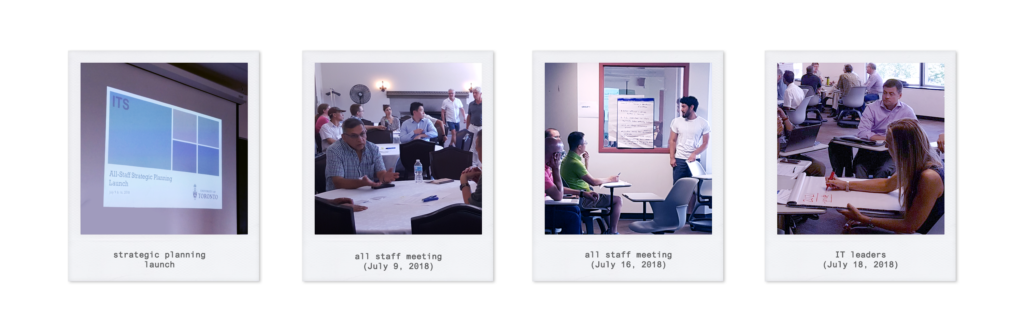 ITS
All-Staff Strategic Planning
Launch
TORONTO
strategic planning
launch
all staff meeting
(July 9, 2018)
all staff meeting
(July 16, 2018)
IT leaders
(July 18, 2018)